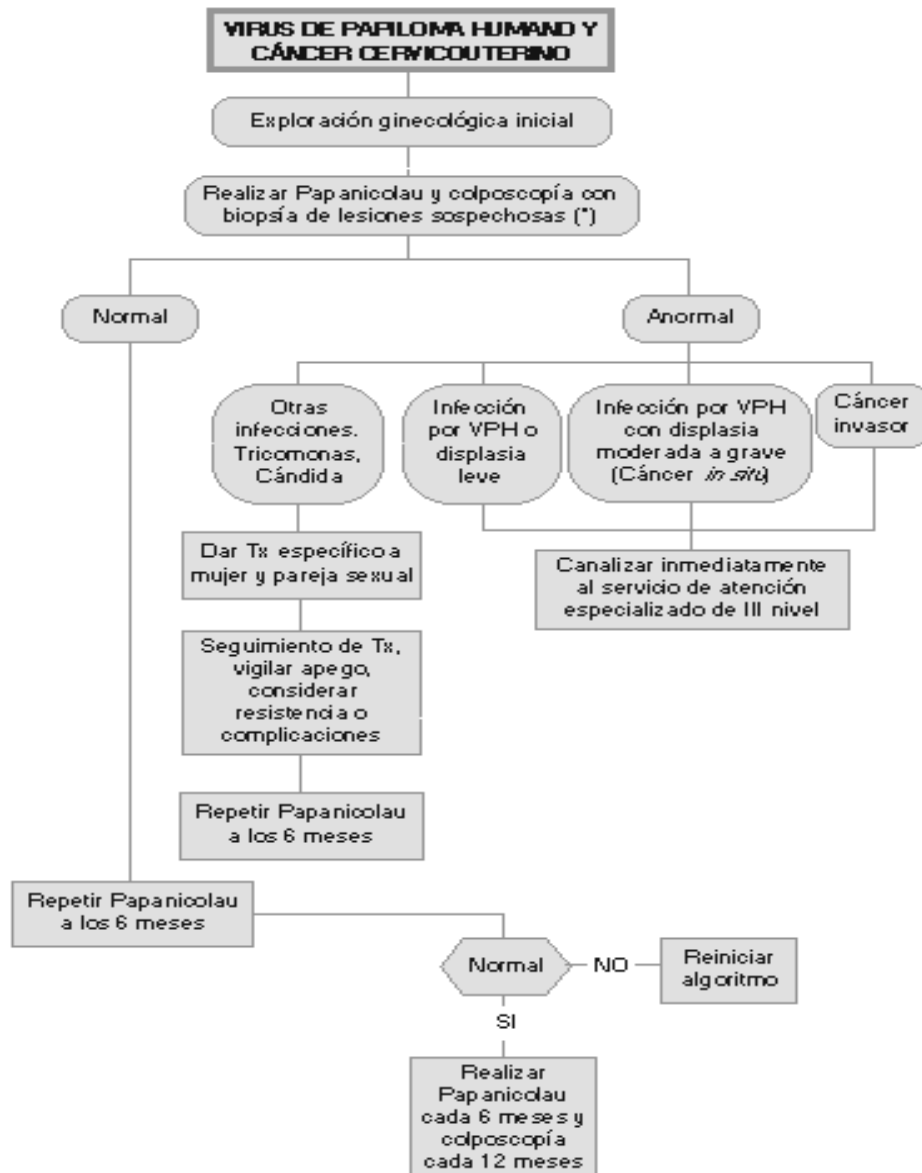 VIRUS DE PAPILOMA HUMANO Y
CÁNCER CERVICOUTERINO
Exploración ginecológica inicial
Realizar Papanicolau y colposcopía con
biopsía de lesiones sospechosas (*)
Normal
Anormal
Otras
infecciones.
Tricomonas,
Cándida
Infección
por VPH o
displasia
leve
Infección por VPH
con displasia
moderada a grave
(Cáncer in situ)
Cáncer
invasor
Dar Tx específico a
mujer y pareja sexual
Canalizar inmediatamente
al servicio de atención
especializado de III nivel
Seguimiento de Tx,
vigilar apego,
considerar
resistencia o
complicaciones
Repetir Papanicolau
a los 6 meses
Repetir Papanicolau
a los 6 meses
Normal
NO
Reiniciar
algoritmo
SI
Realizar
Papanicolau
cada 6 meses y
colposcopía
cada 12 meses